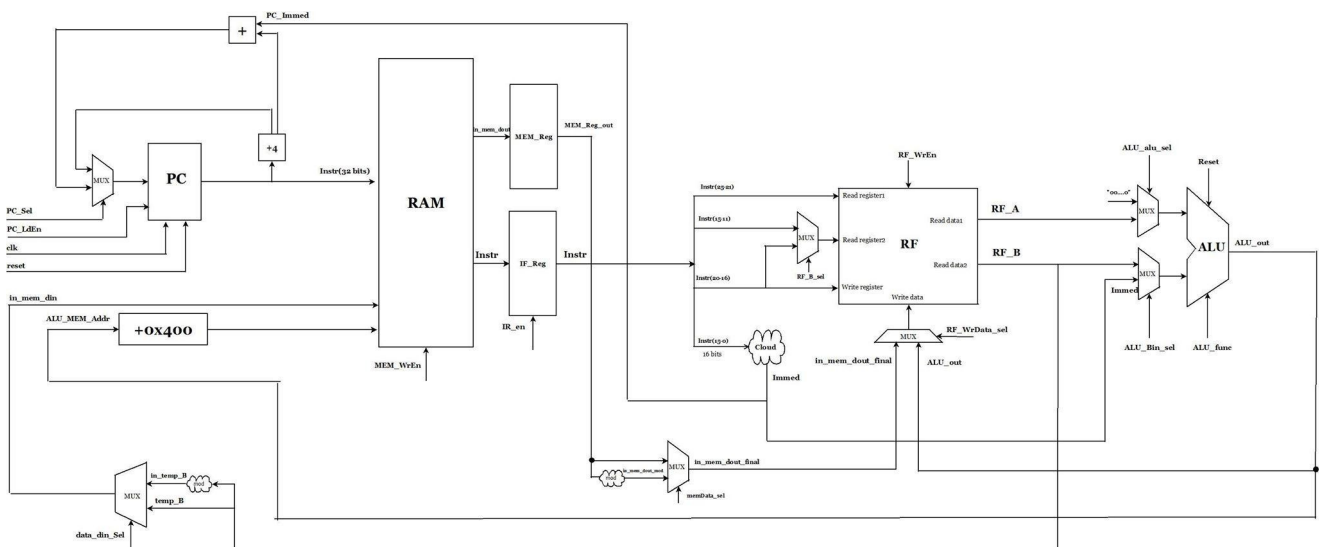 PC_Immed
+
+4
MUX
PC
PC_Sel
PC_LdEn
clk
reset
Instr(32 bits)
RAM
in_mem_dout
MEM_Reg
MEM_Reg_out
Instr
IF_Reg
Instr
IR_en
in_mem_din
ALU_MEM_Addr
+0x400
MEM_WrEn
Instr(25-21)
Instr(15-11)
Instr(20-16)
Instr(15-0)
16 bits
MUX
RF_B_sel
RF_WrEn
Read register1
Read register2
Write register
RF
Read data1
Read data2
Write data
RF_A
RF_B
MUX
RF_WrData_sel
in_mem_dout_final
ALU_out
Cloud
Immed
ALU_alu_sel
"00....0"
MUX
Reset
ALU
ALU_out
MUX
Immed
ALU_Bin_sel
ALU_func
in_mem_dout_mod
mod
MUX
in_mem_dout_final
memData_sel
MUX
in_temp_B
mod
temp_B
data_din_Sel